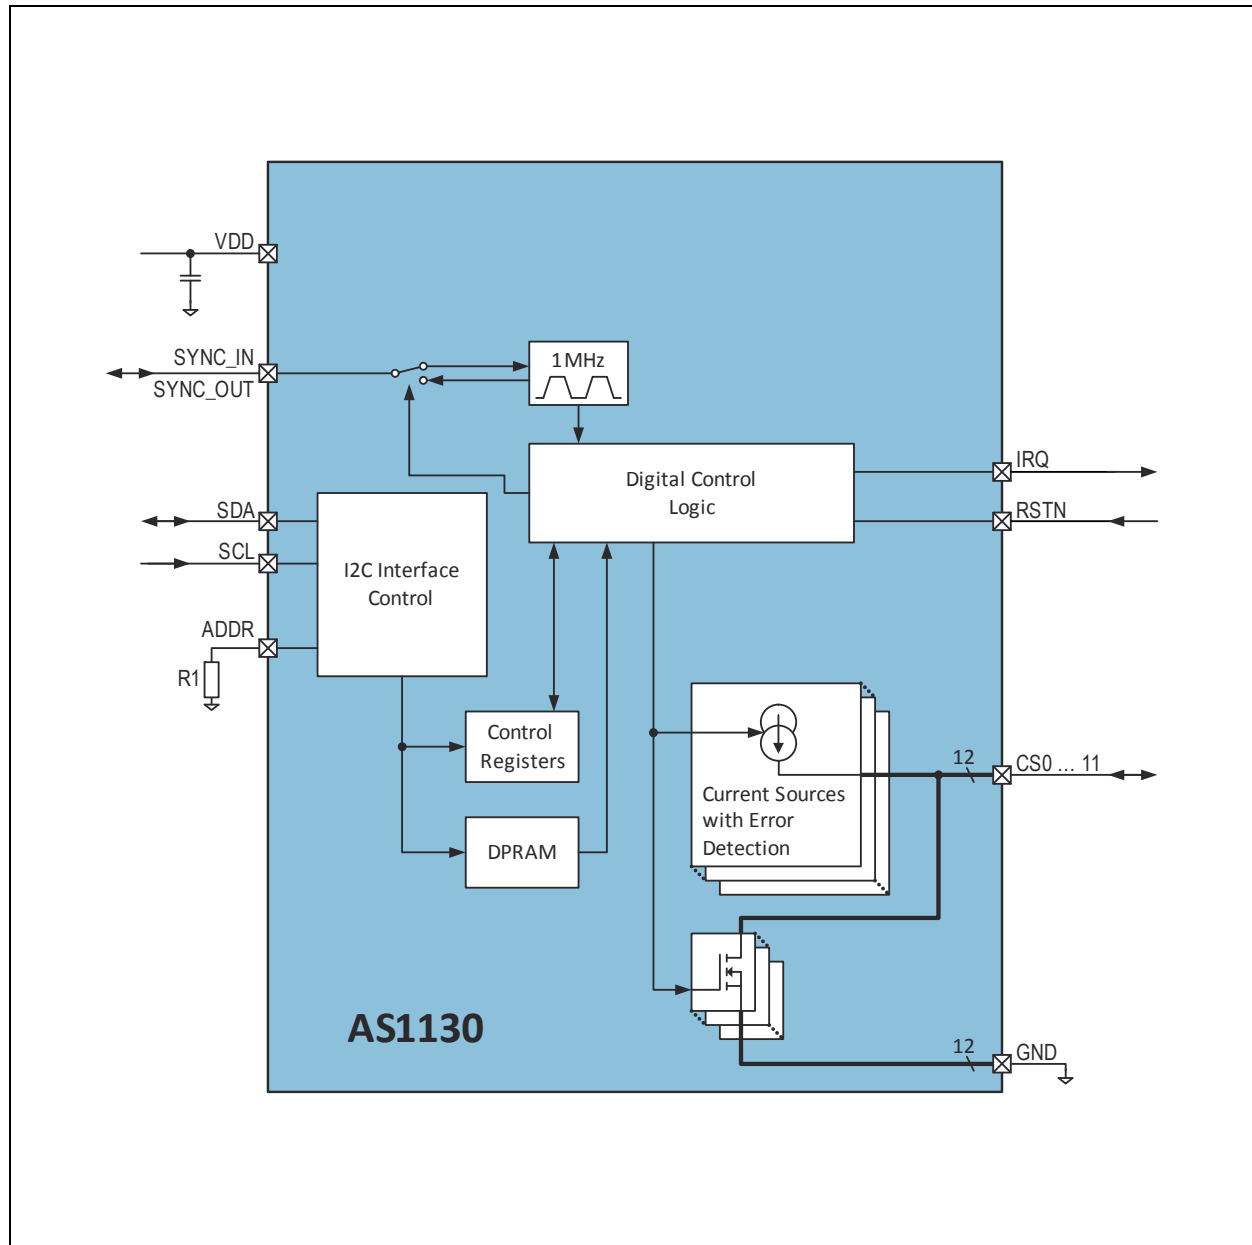 VDD
SYNC_IN
SYNC_OUT
1MHz
Digital Control
Logic
IRQ
RSTN
SDA
SCL
I2C Interface
Control
ADDR
R1
Control
Registers
DPRAM
Current Sources
with Error
Detection
12
CS0 ... 11
AS1130
12
GND